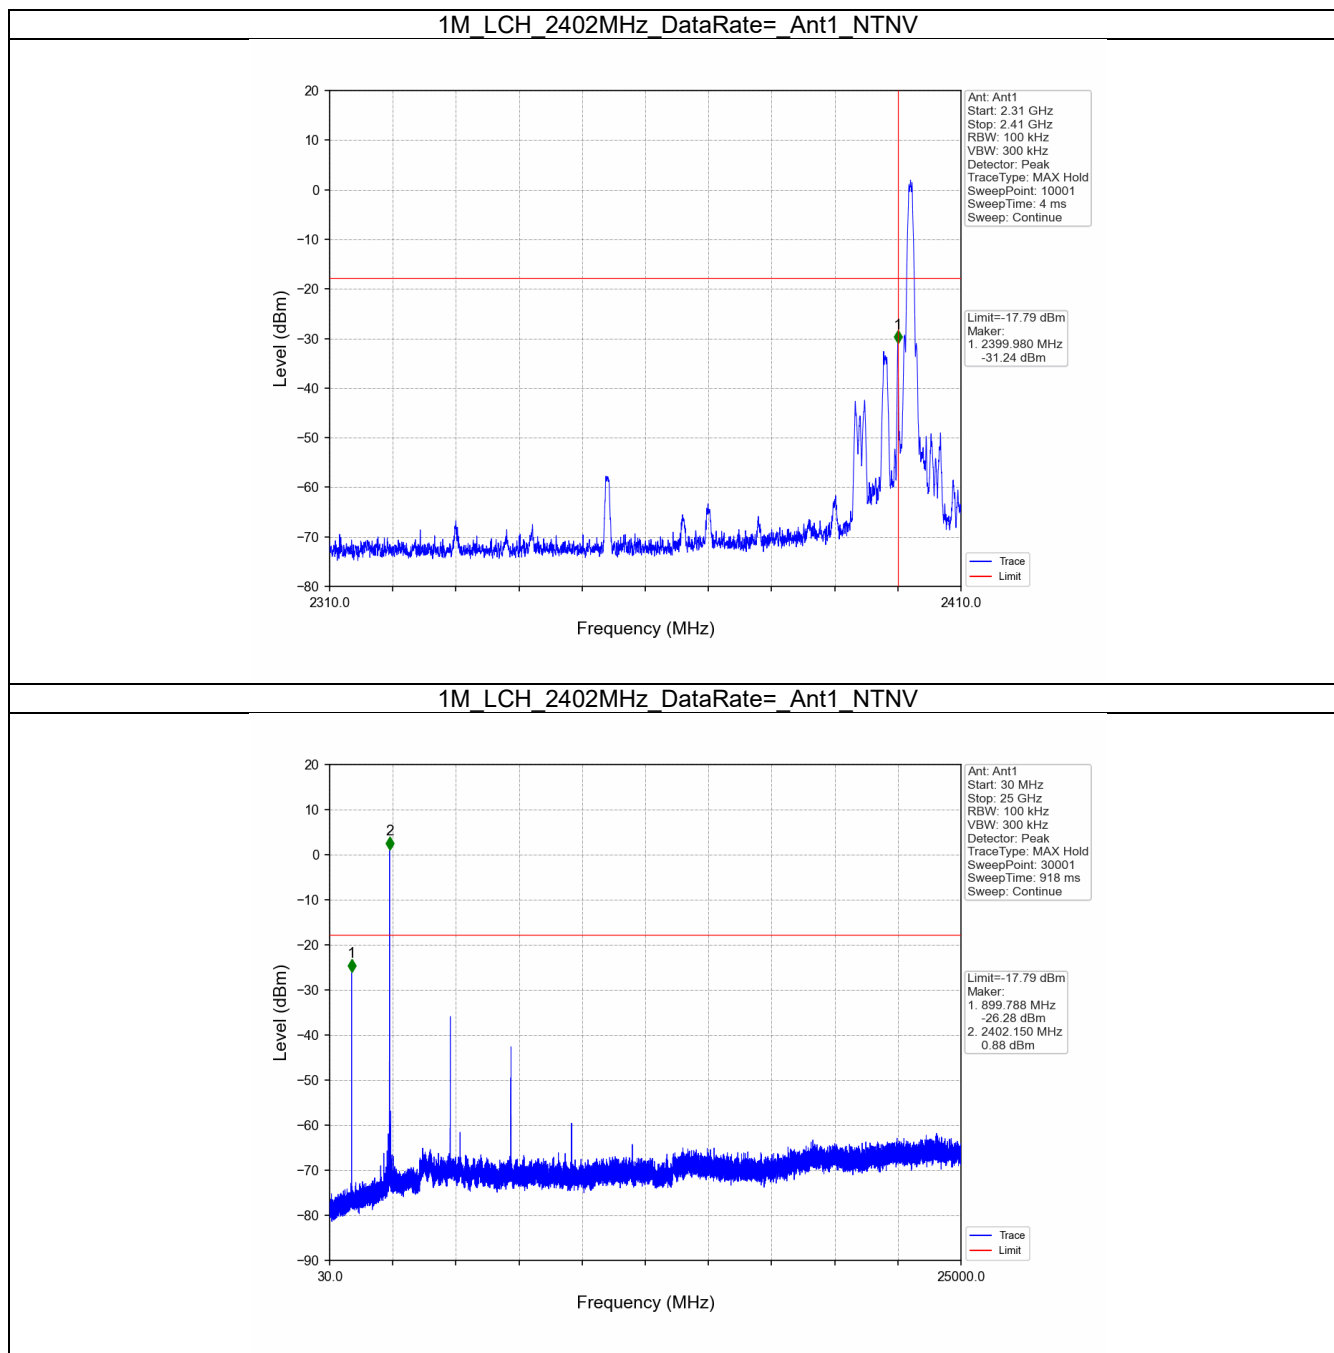 1M_LCH_2402MHz_DataRate=_Ant1_NTNV
20
10
0
−10
−20
−30
−40
−50
−60
−70
−80
Level (dBm)
1
2310.0
2410.0
Frequency (MHz)
Ant: Ant1
Start: 2.31 GHz
Stop: 2.41 GHz
RBW: 100 kHz
VBW: 300 kHz
Detector: Peak
TraceType: MAX Hold
SweepPoint: 10001
SweepTime: 4 ms
Sweep: Continue
Limit=-17.79 dBm
Maker:
1. 2399.980 MHz
-31.24 dBm
Trace
Limit
1M_LCH_2402MHz_DataRate=_Ant1_NTNV
20
10
0
−10
−20
−30
−40
−50
−60
−70
−80
−90
Level (dBm)
1
2
30.0
25000.0
Frequency (MHz)
Ant: Ant1
Start: 30 MHz
Stop: 25 GHz
RBW: 100 kHz
VBW: 300 kHz
Detector: Peak
TraceType: MAX Hold
SweepPoint: 30001
SweepTime: 918 ms
Sweep: Continue
Limit=-17.79 dBm
Maker:
1. 899.788 MHz
-26.28 dBm
2. 2402.150 MHz
0.88 dBm
Trace
Limit